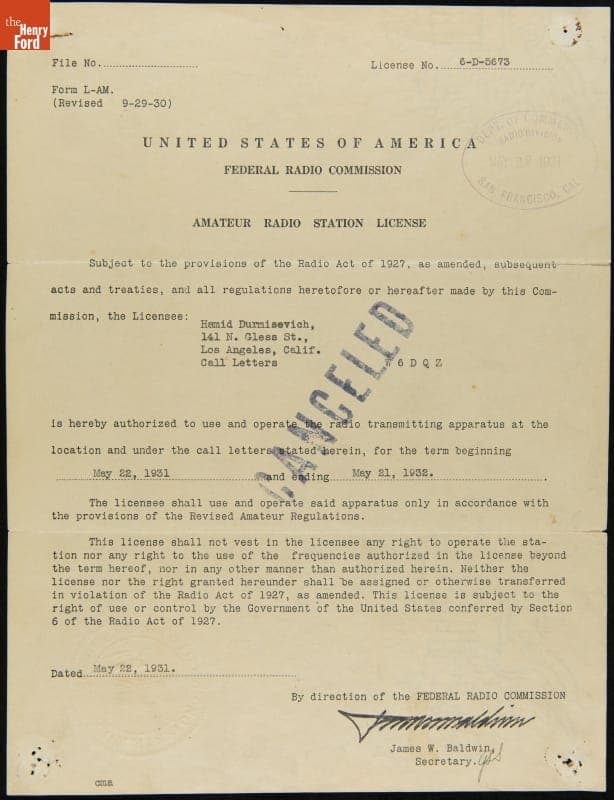 the
Henry
Ford
File No.
License No. 6-D-5673
Form L-AM.
(Revised 9-29-30)
DEPT. OF COMMERCE
RADIO DIVISION
MAY 28 1931
SAN FRANCISCO, CAL
UNITED STATES OF AMERICA
FEDERAL RADIO COMMISSION
AMATEUR RADIO STATION LICENSE
Subject to the provisions of the Radio Act of 1927, as amended, subsequent
acts and treaties, and all regulations heretofore or hereafter made by this Com-
mission, the Licensee:
Hamid Durmisevich,
141 N. Gless St.,
Los Angeles, Calif.
Call Letters W 6 D Q Z
CANCELED
is hereby authorized to use and operate the radio transmitting apparatus at the
location and under the call letters stated herein, for the term beginning
May 22, 1931 and ending May 21, 1932.
The licensee shall use and operate said apparatus only in accordance with
the provisions of the Revised Amateur Regulations.
This license shall not vest in the licensee any right to operate the sta-
tion nor any right to the use of the frequencies authorized in the license beyond
the term hereof, nor in any other manner than authorized herein. Neither the
license nor the right granted hereunder shall be assigned or otherwise transferred
in violation of the Radio Act of 1927, as amended. This license is subject to the
right of use or control by the Government of the United States conferred by Section
6 of the Radio Act of 1927.
Dated May 22, 1931.
By direction of the FEDERAL RADIO COMMISSION
James W. Baldwin,
Secretary.